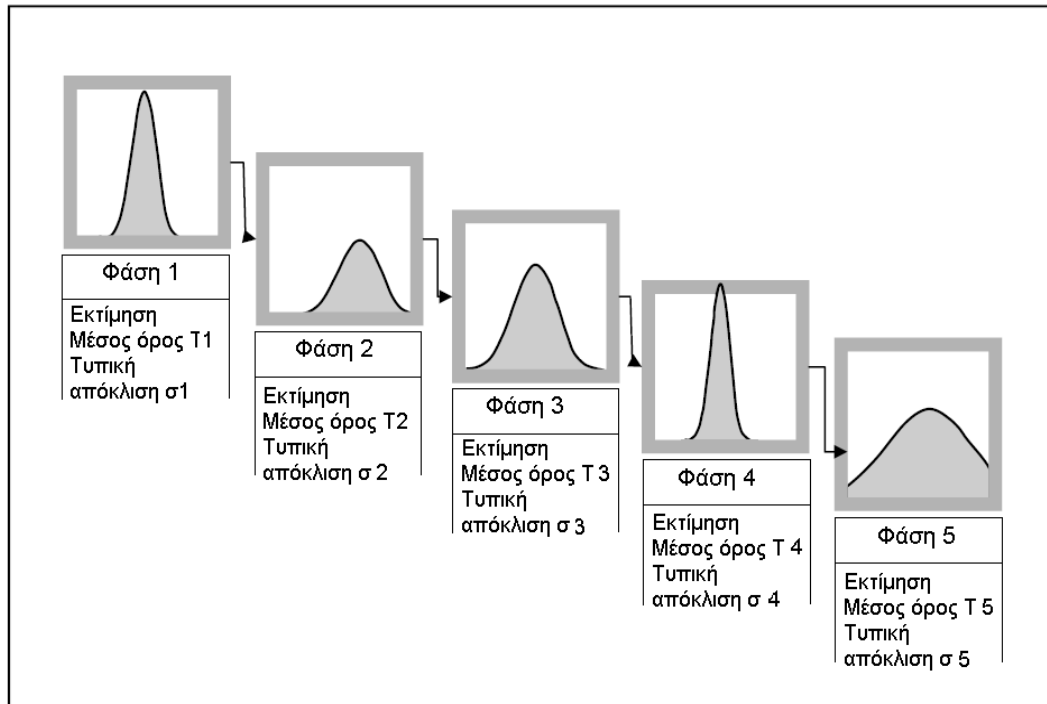 Φάση 1
Εκτίμηση
Μέσος όρος Τ1
Τυπική
απόκλιση σ1
Φάση 2
Εκτίμηση
Μέσος όρος Τ2
Τυπική
απόκλιση σ 2
Φάση 3
Εκτίμηση
Μέσος όρος Τ 3
Τυπική
απόκλιση σ 3
Φάση 4
Εκτίμηση
Μέσος όρος Τ 4
Τυπική
απόκλιση σ 4
Φάση 5
Εκτίμηση
Μέσος όρος Τ 5
Τυπική
απόκλιση σ 5